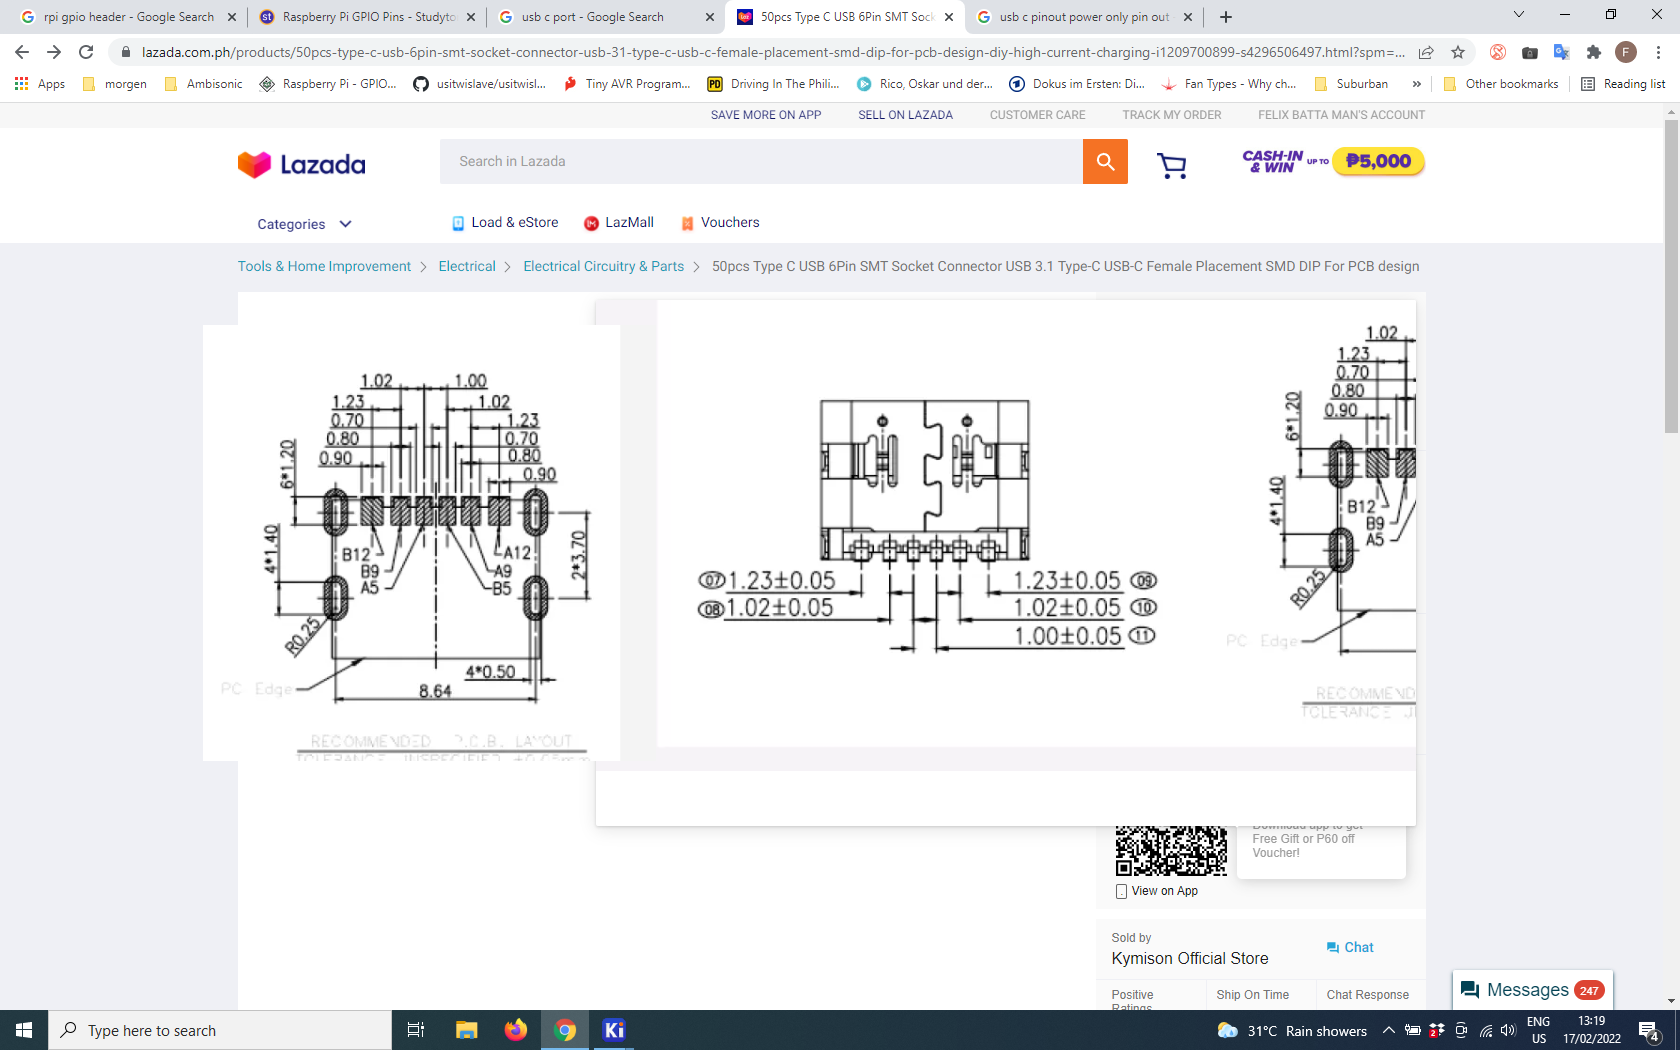 rpi gpio header - Google Search
Raspberry Pi GPIO Pins - Studyto
usb c port - Google Search
50pcs Type C USB 6Pin SMT Sock
usb c pinout power only pin out
lazada.com.ph/products/50pcs-type-c-usb-6pin-smt-socket-connector-usb-31-type-c-usb-c-female-placement-smd-dip-for-pcb-design-diy-high-current-charging-i1209700899-s4296506497.html?spm=...
F
Apps
morgen
Ambisonic
Raspberry Pi - GPIO...
usitwislave/usitwisl...
Tiny AVR Program...
PD
Driving In The Phili...
Rico, Oskar und der...
Dokus im Ersten: Di...
Fan Types - Why ch...
Suburban
»
Other bookmarks
Reading list
SAVE MORE ON APP
SELL ON LAZADA
CUSTOMER CARE
TRACK MY ORDER
FELIX BATTA MAN'S ACCOUNT
Lazada
Search in Lazada
CASH-IN
& WIN
UP TO
₱5,000
Categories
Load & eStore
LazMall
Vouchers
Tools & Home Improvement
Electrical
Electrical Circuitry & Parts
50pcs Type C USB 6Pin SMT Socket Connector USB 3.1 Type-C USB-C Female Placement SMD DIP For PCB design
1.02
1.00
1.23
1.02
0.70
1.23
0.80
0.70
0.90
0.80
0.90
6*1.20
4*1.40
2*3.70
B12
A12
B9
A9
A5
B5
R0.25
PC Edge
4*0.50
8.64
RECOMMENDED P.C.B. LAYOUT
07 1.23±0.05
1.23±0.05 09
08 1.02±0.05
1.02±0.05 10
1.00±0.05 11
1.02
1.23
0.70
0.80
0.90
6*1.20
4*1.40
B12
B9
A5
R0.25
PC Edge
RECOMMEND
Download app to get
Free Gift or P60 off
Voucher!
View on App
Sold by
Kymison Official Store
Chat
Positive
Ratings
Ship On Time
Chat Response
Messages 247
Type here to search
Ki
31°C Rain showers
2
ENG
US
13:19
17/02/2022
4